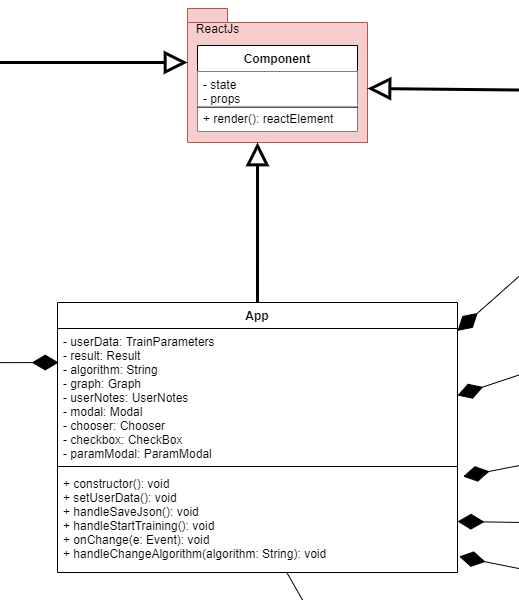 ReactJs
Component
- state
- props
+ render(): reactElement
App
- userData: TrainParameters
- result: Result
- algorithm: String
- graph: Graph
- userNotes: UserNotes
- modal: Modal
- chooser: Chooser
- checkbox: CheckBox
- paramModal: ParamModal
+ constructor(): void
+ setUserData(): void
+ handleSaveJson(): void
+ handleStartTraining(): void
+ onChange(e: Event): void
+ handleChangeAlgorithm(algorithm: String): void